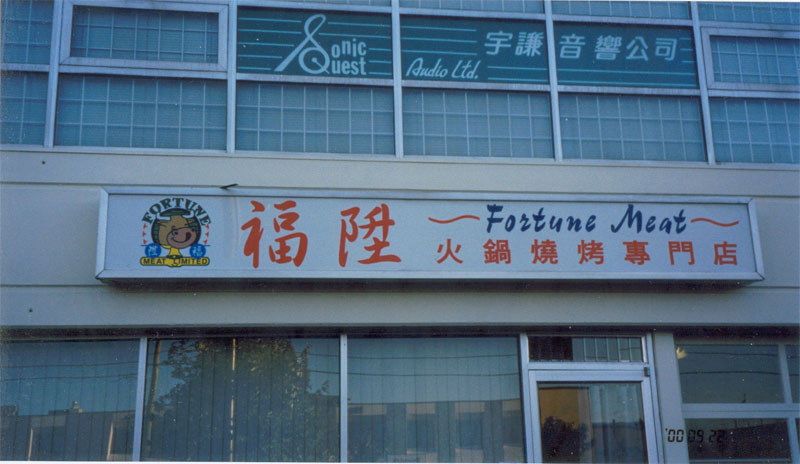 Sonic Quest Audio Ltd. 宇謙音響公司
FORTUNE
MEAT LIMITED
福陞
Fortune Meat
火鍋燒烤專門店
'00 09 22